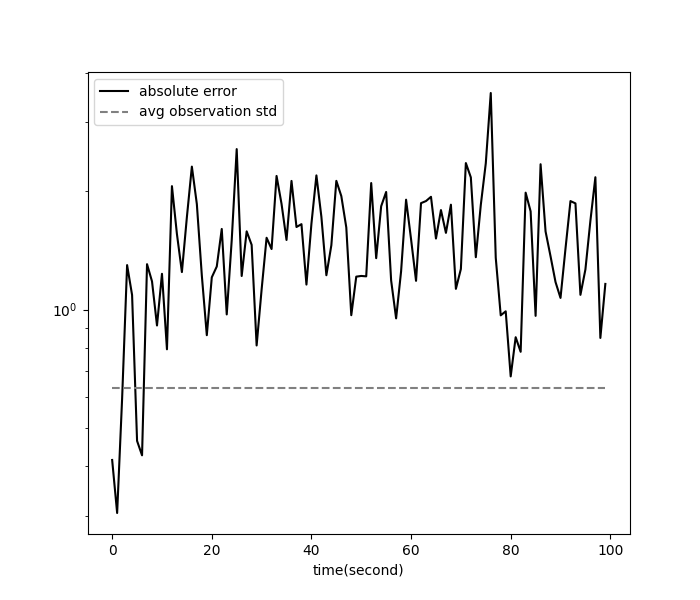 absolute error
avg observation std
10⁰
0 20 40 60 80 100
time(second)